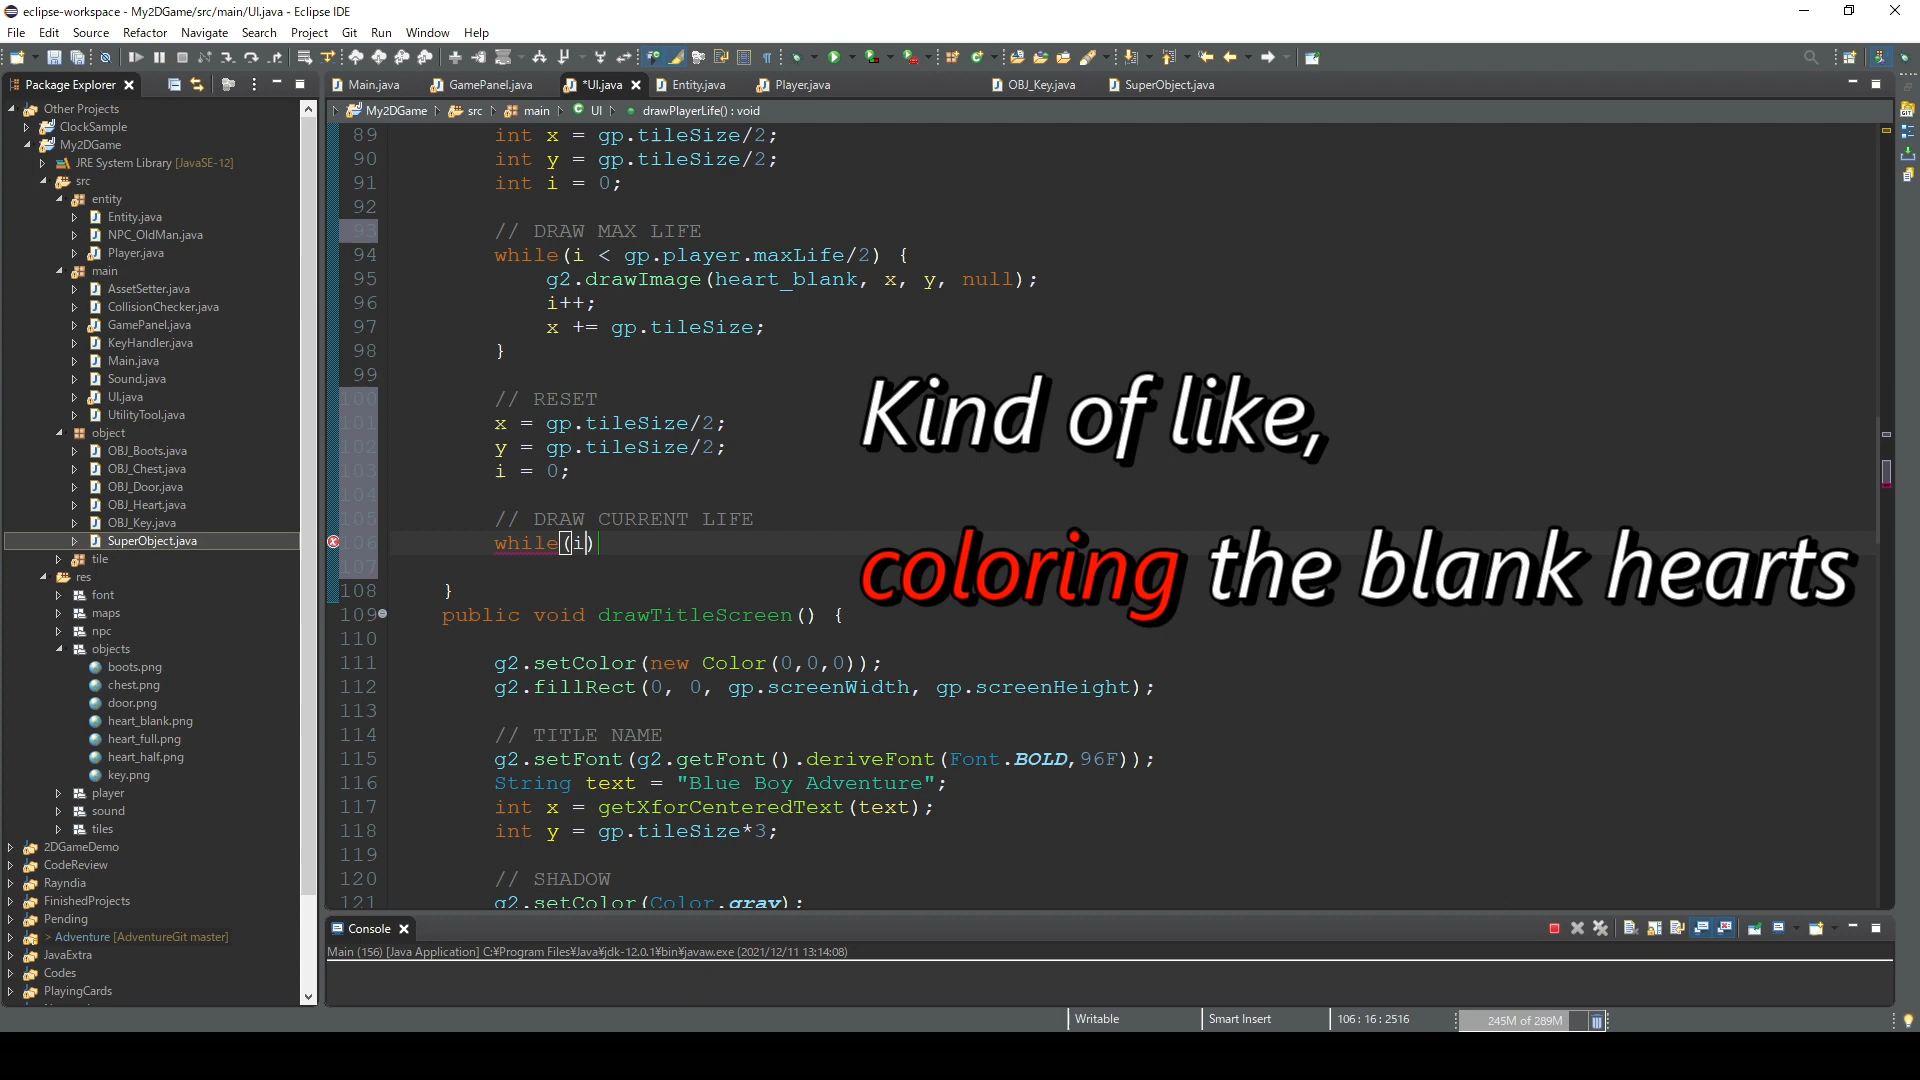 eclipse-workspace - My2DGame/src/main/UI.java - Eclipse IDE
File Edit Source Refactor Navigate Search Project Git Run Window Help
Package Explorer
Main.java GamePanel.java *UI.java Entity.java Player.java OBJ_Key.java SuperObject.java
My2DGame src main UI drawPlayerLife() : void
Other Projects
ClockSample
My2DGame
JRE System Library [JavaSE-12]
src
entity
Entity.java
NPC_OldMan.java
Player.java
main
AssetSetter.java
CollisionChecker.java
GamePanel.java
KeyHandler.java
Main.java
Sound.java
UI.java
UtilityTool.java
object
OBJ_Boots.java
OBJ_Chest.java
OBJ_Door.java
OBJ_Heart.java
OBJ_Key.java
SuperObject.java
tile
res
font
maps
npc
objects
boots.png
chest.png
door.png
heart_blank.png
heart_full.png
heart_half.png
key.png
player
sound
tiles
2DGameDemo
CodeReview
Rayndia
FinishedProjects
Pending
> Adventure [AdventureGit master]
JavaExtra
Codes
PlayingCards
89 int x = gp.tileSize/2;
90 int y = gp.tileSize/2;
91 int i = 0;
92
93 // DRAW MAX LIFE
94 while(i < gp.player.maxLife/2) {
95 g2.drawImage(heart_blank, x, y, null);
96 i++;
97 x += gp.tileSize;
98 }
99
100 // RESET
101 x = gp.tileSize/2;
102 y = gp.tileSize/2;
103 i = 0;
104
105 // DRAW CURRENT LIFE
106 while(i)
107
108 }
109 public void drawTitleScreen() {
110
111 g2.setColor(new Color(0,0,0));
112 g2.fillRect(0, 0, gp.screenWidth, gp.screenHeight);
113
114 // TITLE NAME
115 g2.setFont(g2.getFont().deriveFont(Font.BOLD,96F));
116 String text = "Blue Boy Adventure";
117 int x = getXforCenteredText(text);
118 int y = gp.tileSize*3;
119
120 // SHADOW
121 g2.setColor(Color.gray);
Kind of like,
coloring the blank hearts
Console
Main (156) [Java Application] C:¥Program Files¥Java¥jdk-12.0.1¥bin¥javaw.exe (2021/12/11 13:14:08)
Writable Smart Insert 106 : 16 : 2516 245M of 289M